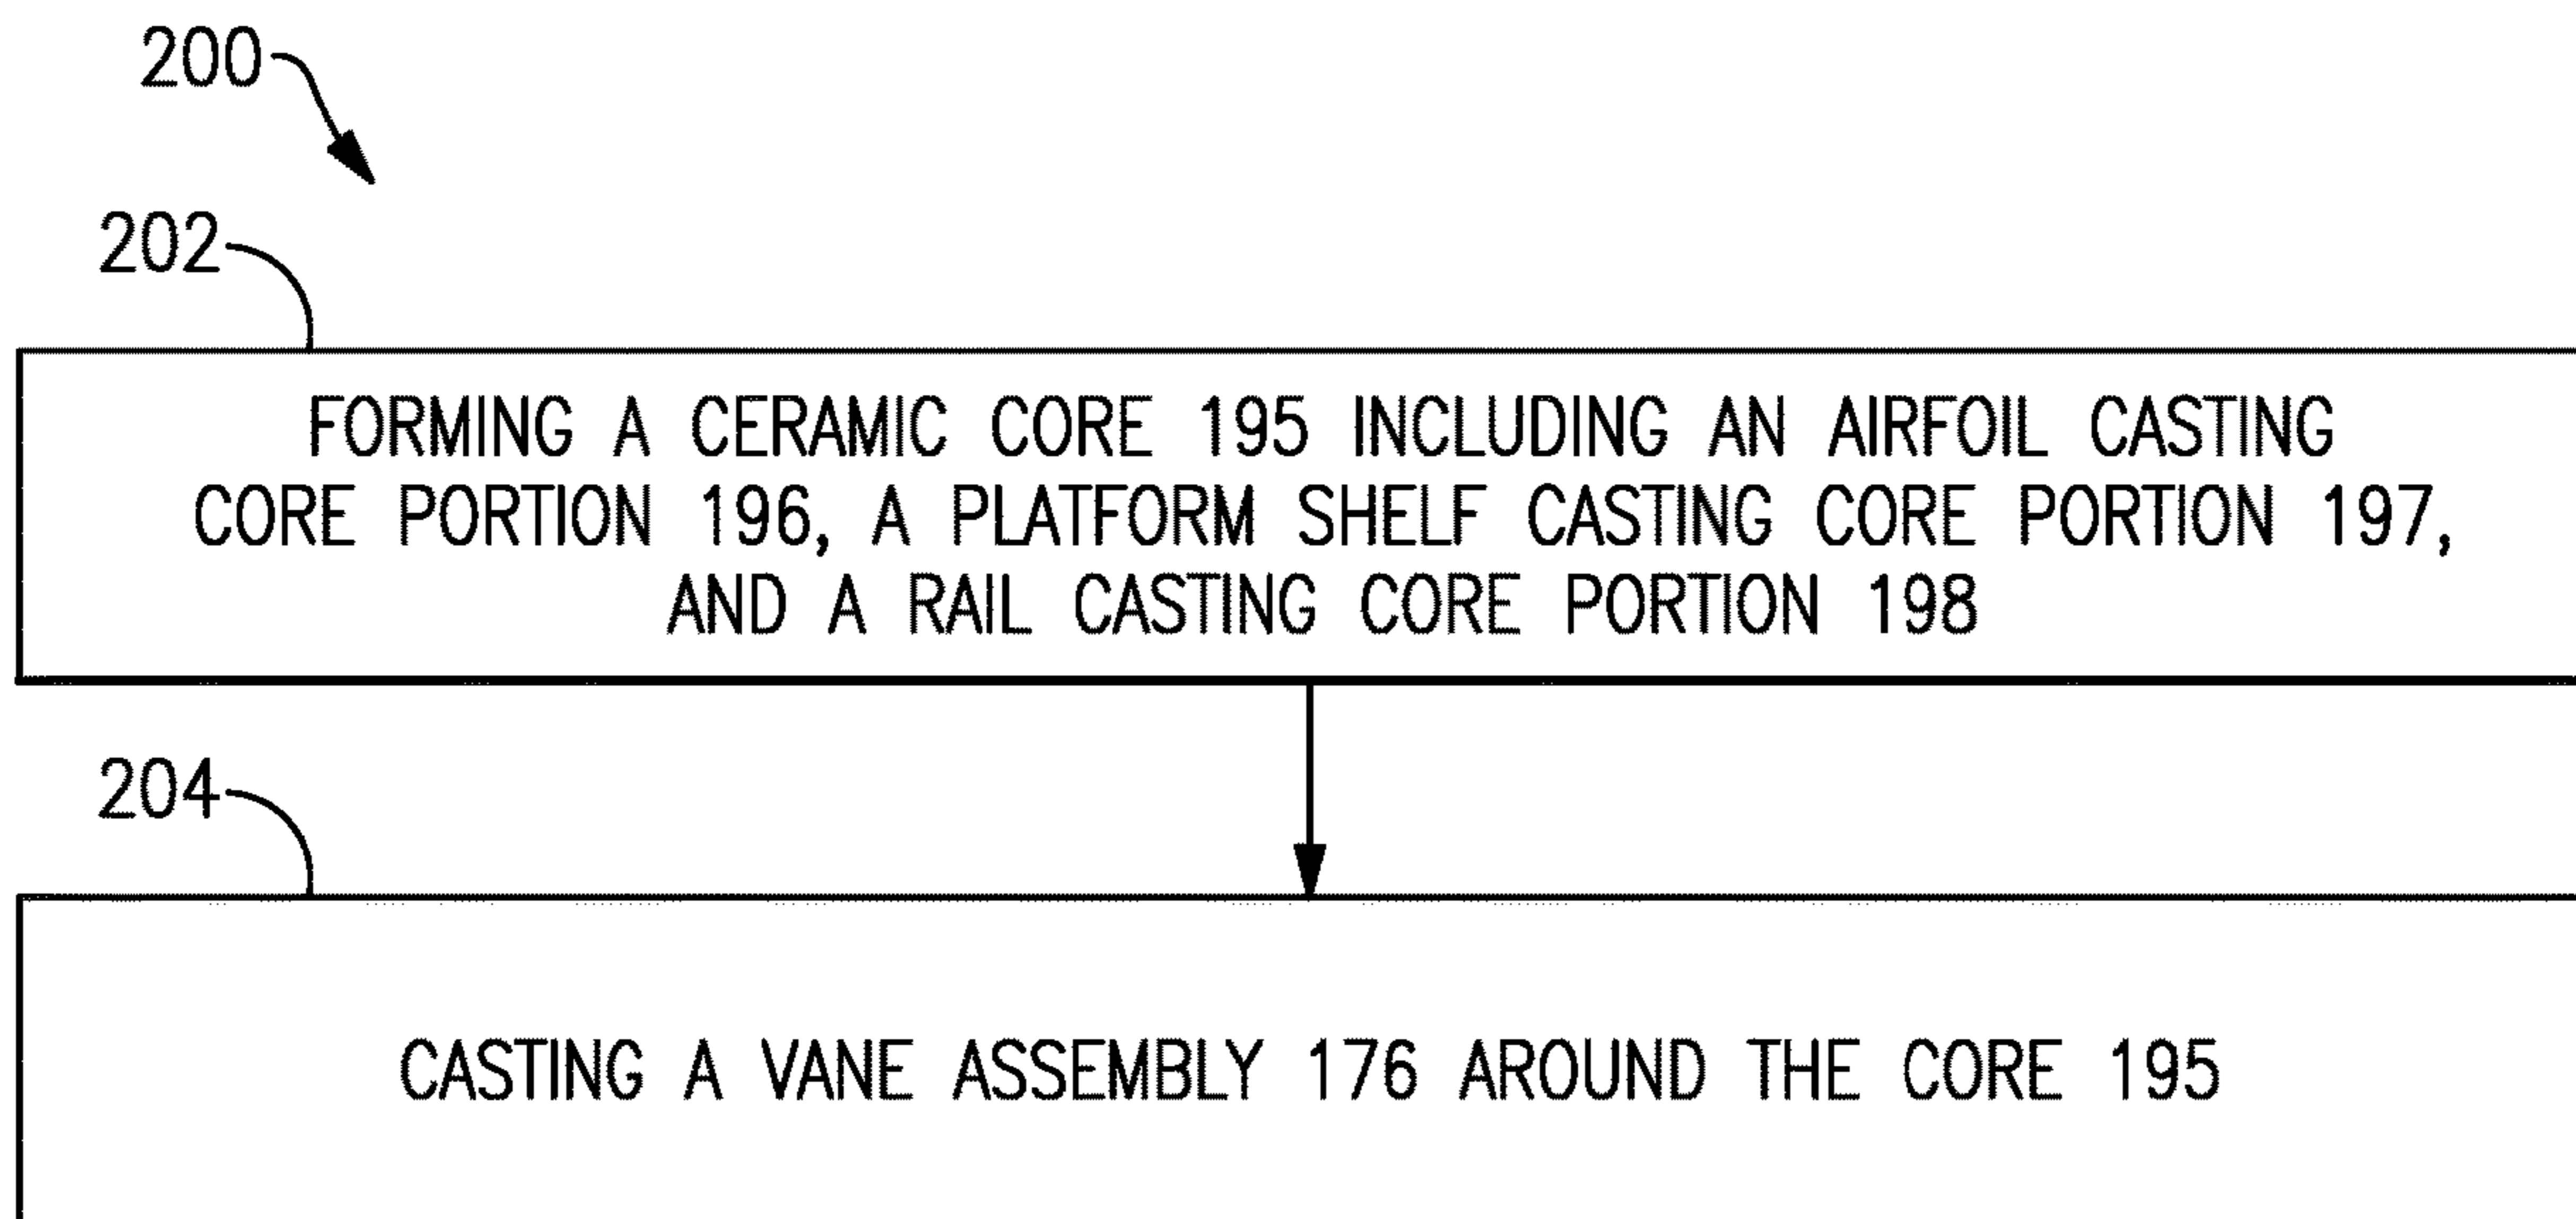 200
202
FORMING A CERAMIC CORE 195 INCLUDING AN AIRFOIL CASTING
CORE PORTION 196, A PLATFORM SHELF CASTING CORE PORTION 197,
AND A RAIL CASTING CORE PORTION 198
204
CASTING A VANE ASSEMBLY 176 AROUND THE CORE 195